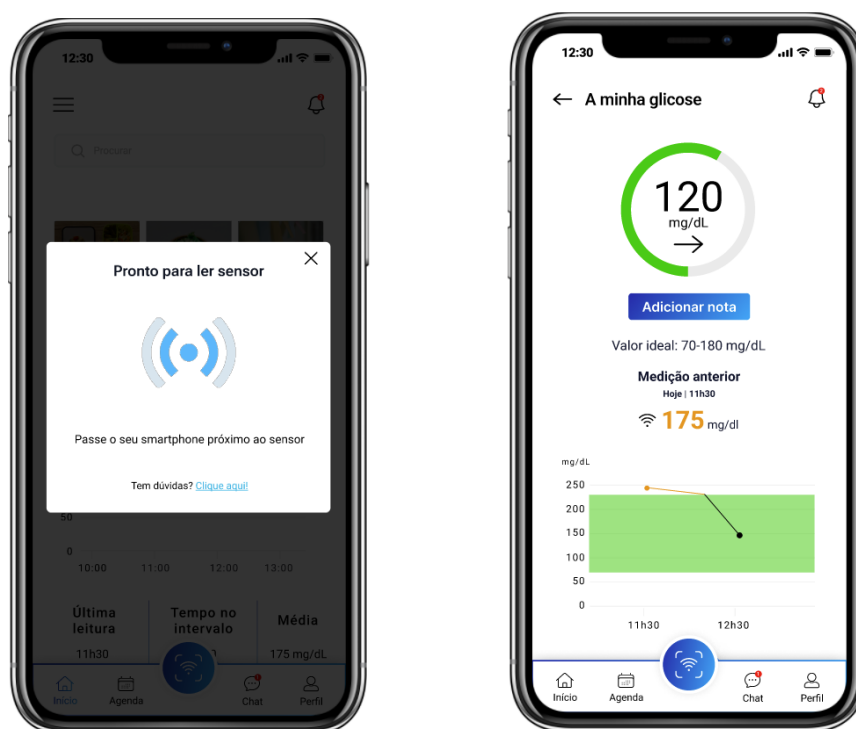 12:30
Procurar
Pronto para ler sensor
Passe o seu smartphone próximo ao sensor
Tem dúvidas? Clique aqui!
50
0
10:00 11:00 12:00 13:00
Última leitura
Tempo no intervalo
Média
11h30
175 mg/dL
Início
Agenda
Chat
Perfil
12:30
A minha glicose
120
mg/dL
Adicionar nota
Valor ideal: 70-180 mg/dL
Medição anterior
Hoje | 11h30
175 mg/dl
mg/dL
250
200
150
100
50
0
11h30 12h30
Início
Agenda
Chat
Perfil